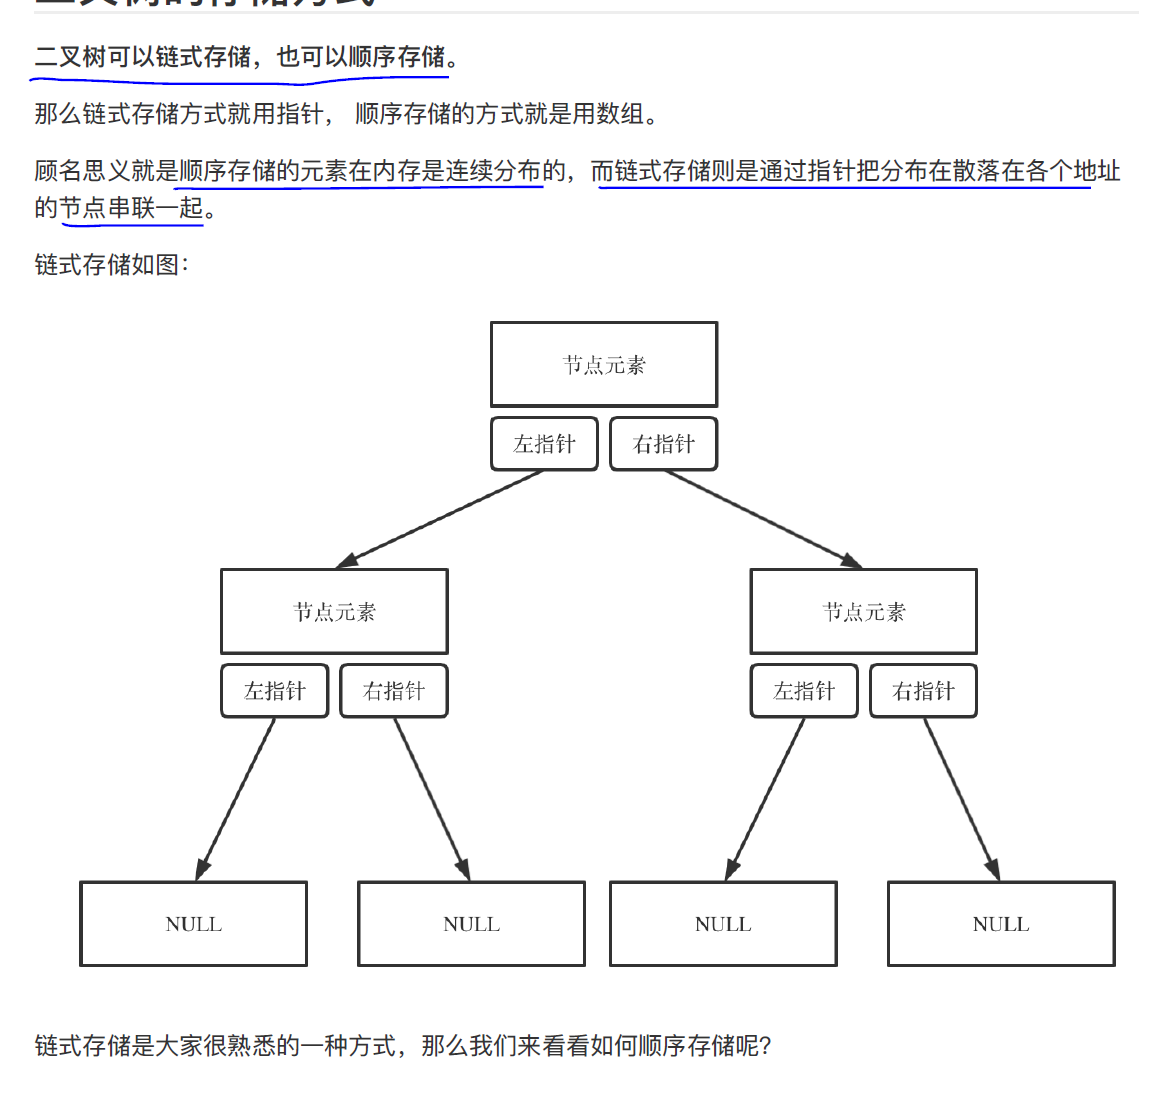 二叉树的存储方式
二叉树可以链式存储，也可以顺序存储。
那么链式存储方式就用指针， 顺序存储的方式就是用数组。
顾名思义就是顺序存储的元素在内存是连续分布的，而链式存储则是通过指针把分布在散落在各个地址
的节点串联一起。
链式存储如图：
节点元素
左指针 右指针
节点元素 节点元素
左指针 右指针 左指针 右指针
NULL NULL NULL NULL
链式存储是大家很熟悉的一种方式，那么我们来看看如何顺序存储呢?